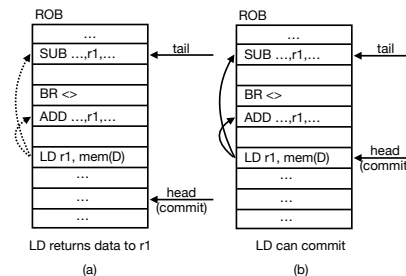 ROB
...
SUB ...,r1,...
tail
BR <>
ADD ...,r1,...
LD r1, mem(D)
...
...
head
(commit)
...
LD returns data to r1
(a)
ROB
...
SUB ...,r1,...
tail
BR <>
ADD ...,r1,...
LD r1, mem(D)
head
(commit)
...
...
...
LD can commit
(b)